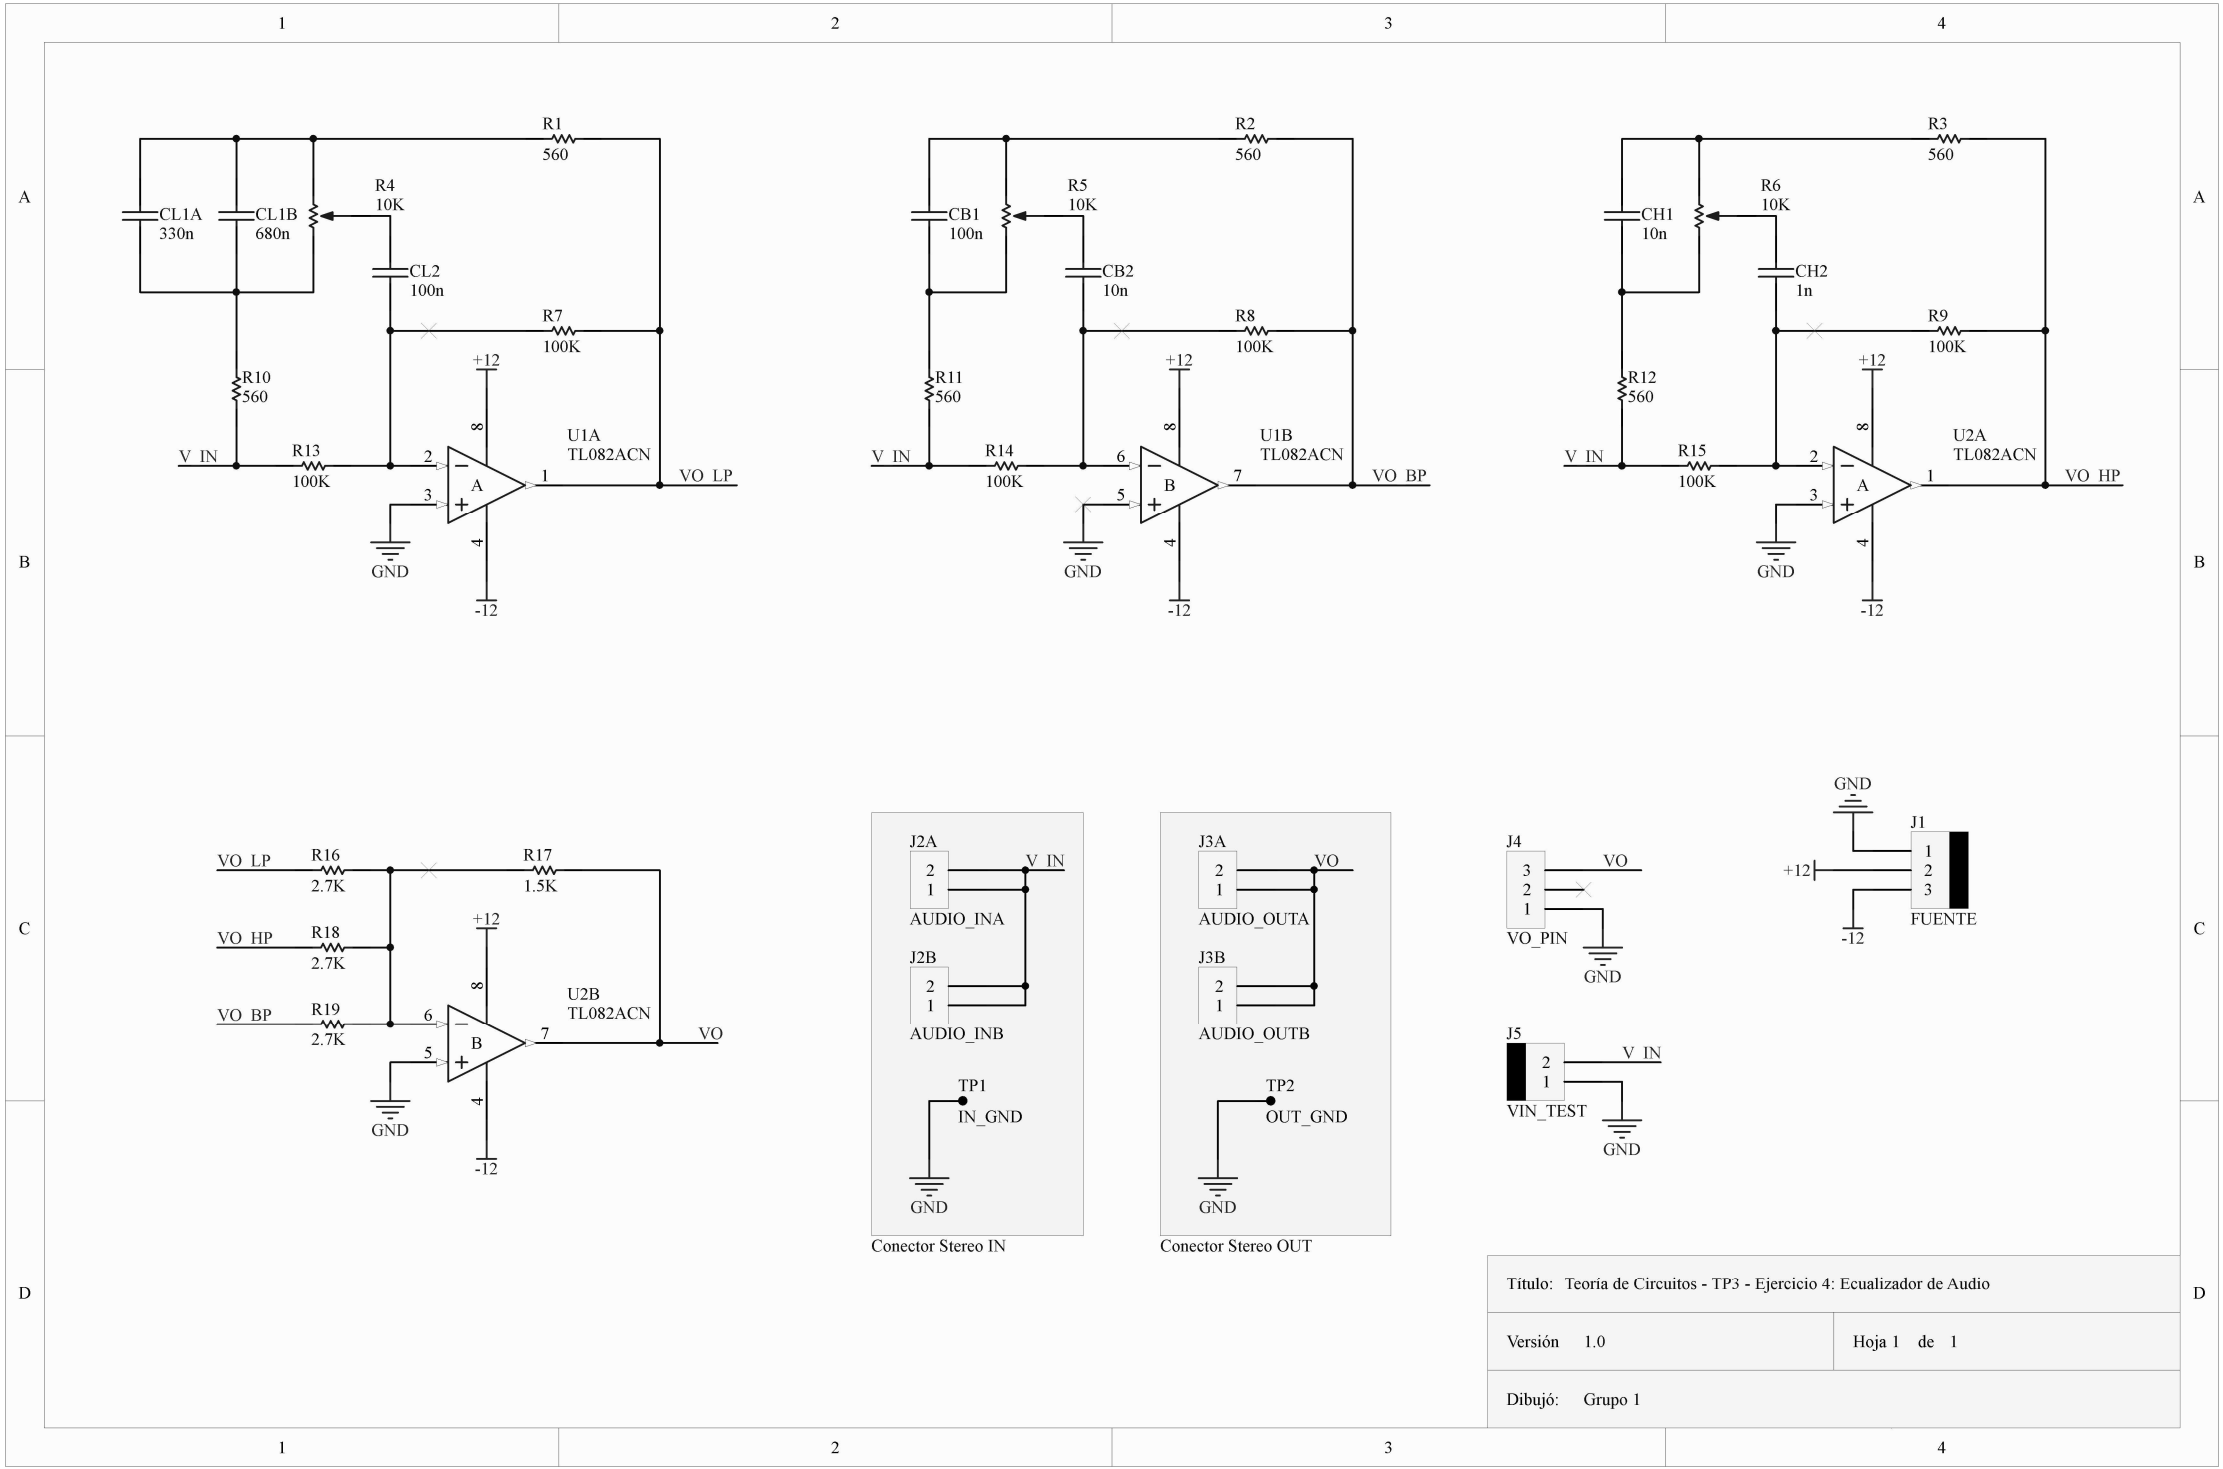 1 2 3 4
A A
B B
C C
D D
R1
560
R4
10K
CL1A
330n
CL1B
680n
CL2
100n
R7
100K
+12
R10
560
8
U1A
TL082ACN
V_IN
R13
100K
2
3
A
1
VO_LP
4
GND
-12
R2
560
R5
10K
CB1
100n
CB2
10n
R8
100K
+12
R11
560
8
U1B
TL082ACN
V_IN
R14
100K
6
5
B
7
VO_BP
4
GND
-12
R3
560
R6
10K
CH1
10n
CH2
1n
R9
100K
+12
R12
560
8
U2A
TL082ACN
V_IN
R15
100K
2
3
A
1
VO_HP
4
GND
-12
VO_LP
R16
2.7K
R17
1.5K
VO_HP
R18
2.7K
+12
8
VO_BP
R19
2.7K
6
5
B
7
U2B
TL082ACN
VO
4
GND
-12
J2A
2
1
V_IN
AUDIO_INA
J2B
2
1
AUDIO_INB
TP1
IN_GND
GND
Conector Stereo IN
J3A
2
1
VO
AUDIO_OUTA
J3B
2
1
AUDIO_OUTB
TP2
OUT_GND
GND
Conector Stereo OUT
J4
3
2
1
VO
VO_PIN
GND
J5
2
1
V_IN
VIN_TEST
GND
GND
J1
1
+12
2
3
-12
FUENTE
Título: Teoría de Circuitos - TP3 - Ejercicio 4: Ecualizador de Audio
Versión 1.0
Hoja 1 de 1
Dibujó: Grupo 1
1 2 3 4